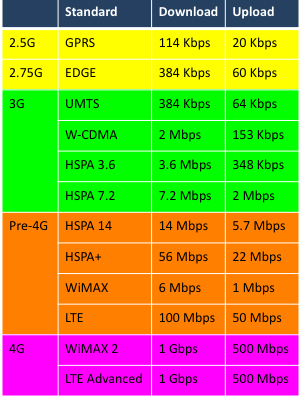 Standard Download Upload
2.5G GPRS 114 Kbps 20 Kbps
2.75G EDGE 384 Kbps 60 Kbps
3G UMTS 384 Kbps 64 Kbps
W-CDMA 2 Mbps 153 Kbps
HSPA 3.6 3.6 Mbps 348 Kbps
HSPA 7.2 7.2 Mbps 2 Mbps
Pre-4G HSPA 14 14 Mbps 5.7 Mbps
HSPA+ 56 Mbps 22 Mbps
WiMAX 6 Mbps 1 Mbps
LTE 100 Mbps 50 Mbps
4G WiMAX 2 1 Gbps 500 Mbps
LTE Advanced 1 Gbps 500 Mbps